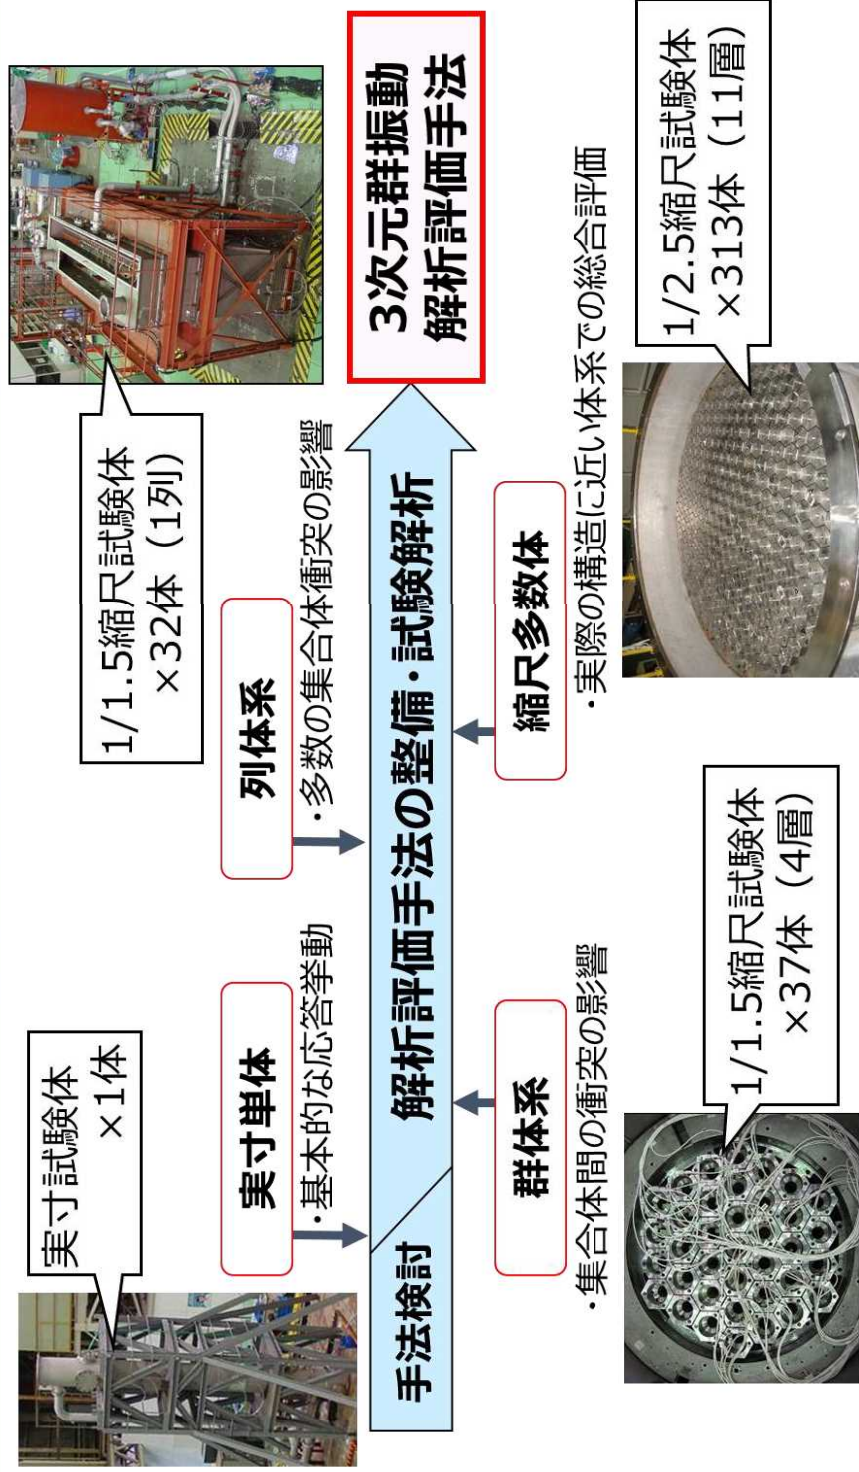 実寸試験体
×1体
実寸単体
・基本的な応答挙動
1/1.5縮尺試験体
×32体（1列）
列体系
・多数の集合体衝突の影響
手法検討
解析評価手法の整備・試験解析
3次元群振動
解析評価手法
群体系
・集合体間の衝突の影響
1/1.5縮尺試験体
×37体（4層）
縮尺多数体
・実際の構造に近い体系での総合評価
1/2.5縮尺試験体
×313体（11層）